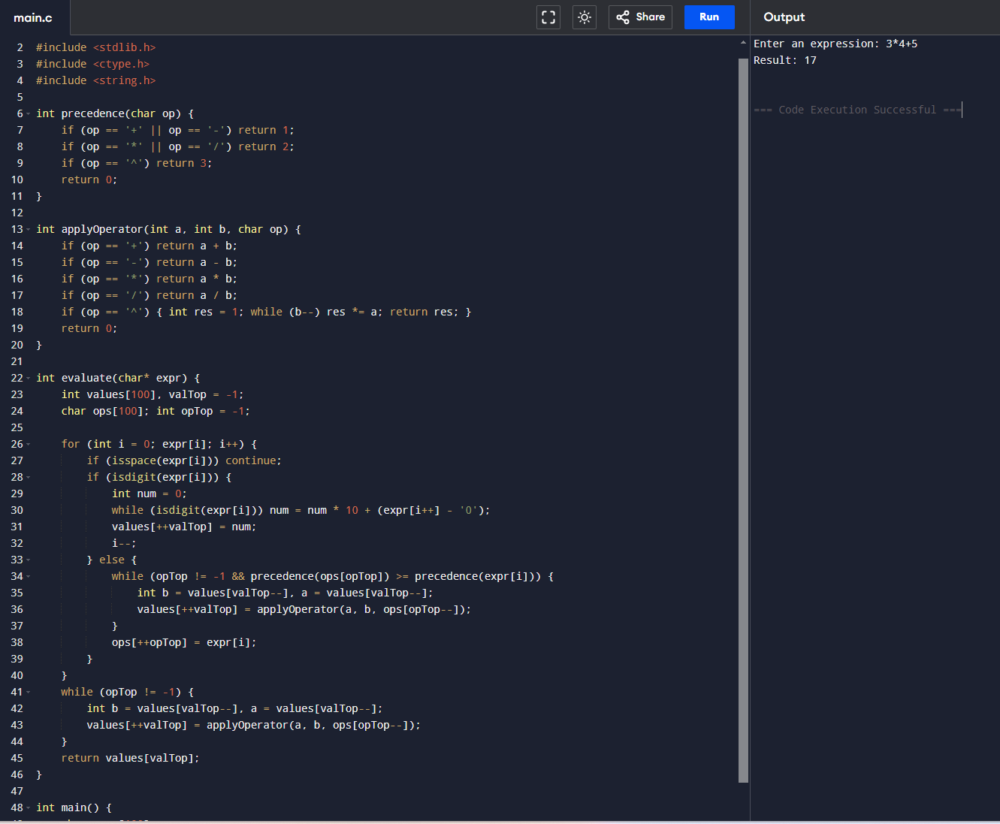 main.c
Share
Run
Output
2 #include <stdlib.h>
3 #include <ctype.h>
4 #include <string.h>
5
6 int precedence(char op) {
7     if (op == '+' || op == '-') return 1;
8     if (op == '*' || op == '/') return 2;
9     if (op == '^') return 3;
10     return 0;
11 }
12
13 int applyOperator(int a, int b, char op) {
14     if (op == '+') return a + b;
15     if (op == '-') return a - b;
16     if (op == '*') return a * b;
17     if (op == '/') return a / b;
18     if (op == '^') { int res = 1; while (b--) res *= a; return res; }
19     return 0;
20 }
21
22 int evaluate(char* expr) {
23     int values[100], valTop = -1;
24     char ops[100]; int opTop = -1;
25
26     for (int i = 0; expr[i]; i++) {
27         if (isspace(expr[i])) continue;
28         if (isdigit(expr[i])) {
29             int num = 0;
30             while (isdigit(expr[i])) num = num * 10 + (expr[i++] - '0');
31             values[++valTop] = num;
32             i--;
33         } else {
34             while (opTop != -1 && precedence(ops[opTop]) >= precedence(expr[i])) {
35                 int b = values[valTop--], a = values[valTop--];
36                 values[++valTop] = applyOperator(a, b, ops[opTop--]);
37             }
38             ops[++opTop] = expr[i];
39         }
40     }
41     while (opTop != -1) {
42         int b = values[valTop--], a = values[valTop--];
43         values[++valTop] = applyOperator(a, b, ops[opTop--]);
44     }
45     return values[valTop];
46 }
47
48 int main() {
Enter an expression: 3*4+5
Result: 17
=== Code Execution Successful ===